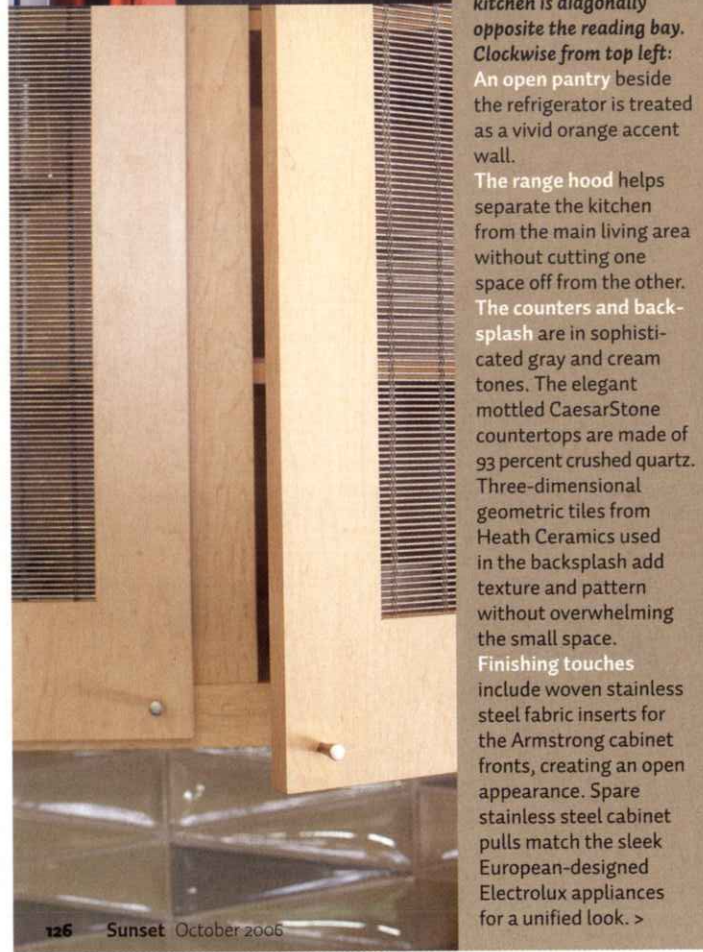 kitchen is diagonally
opposite the reading bay.
Clockwise from top left:
An open pantry beside
the refrigerator is treated
as a vivid orange accent
wall.
The range hood helps
separate the kitchen
from the main living area
without cutting one
space off from the other.
The counters and back-
splash are in sophisti-
cated gray and cream
tones. The elegant
mottled CaesarStone
countertops are made of
93 percent crushed quartz.
Three-dimensional
geometric tiles from
Heath Ceramics used
in the backsplash add
texture and pattern
without overwhelming
the small space.
Finishing touches
include woven stainless
steel fabric inserts for
the Armstrong cabinet
fronts, creating an open
appearance. Spare
stainless steel cabinet
pulls match the sleek
European-designed
Electrolux appliances
for a unified look. >
126 Sunset October 2006